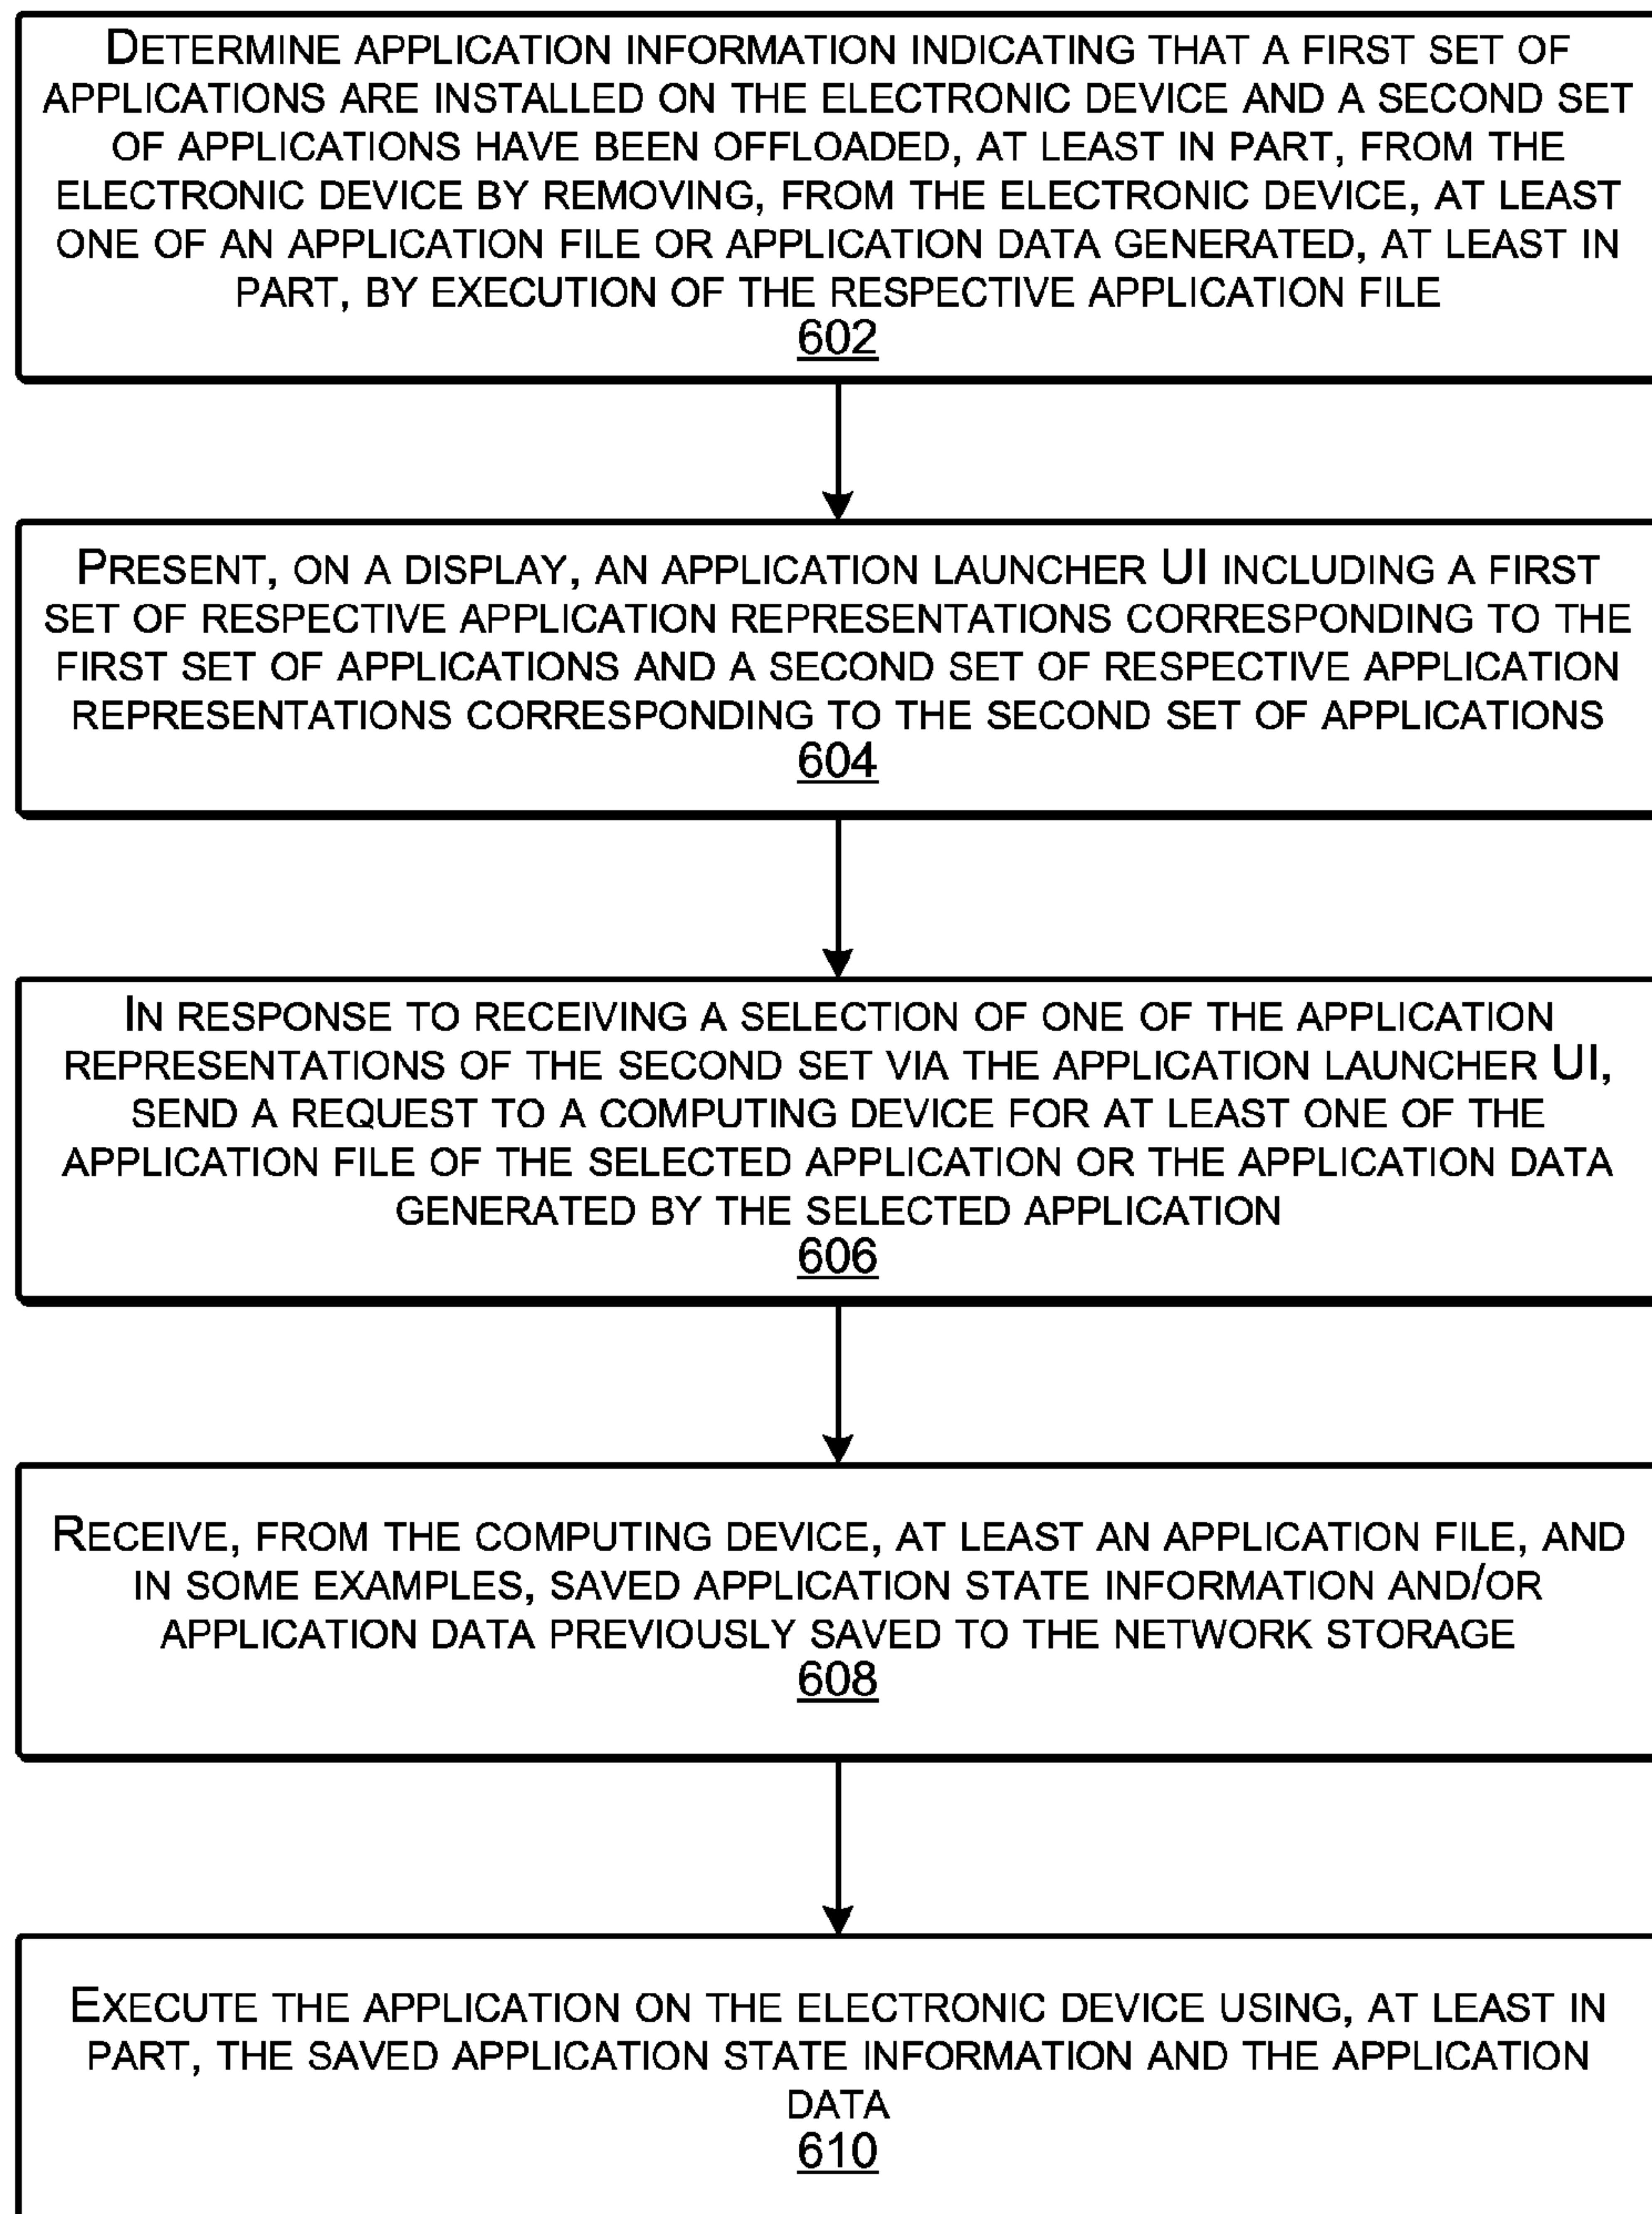 DETERMINE APPLICATION INFORMATION INDICATING THAT A FIRST SET OF
APPLICATIONS ARE INSTALLED ON THE ELECTRONIC DEVICE AND A SECOND SET
OF APPLICATIONS HAVE BEEN OFFLOADED, AT LEAST IN PART, FROM THE
ELECTRONIC DEVICE BY REMOVING, FROM THE ELECTRONIC DEVICE, AT LEAST
ONE OF AN APPLICATION FILE OR APPLICATION DATA GENERATED, AT LEAST IN
PART, BY EXECUTION OF THE RESPECTIVE APPLICATION FILE
602
PRESENT, ON A DISPLAY, AN APPLICATION LAUNCHER UI INCLUDING A FIRST
SET OF RESPECTIVE APPLICATION REPRESENTATIONS CORRESPONDING TO THE
FIRST SET OF APPLICATIONS AND A SECOND SET OF RESPECTIVE APPLICATION
REPRESENTATIONS CORRESPONDING TO THE SECOND SET OF APPLICATIONS
604
IN RESPONSE TO RECEIVING A SELECTION OF ONE OF THE APPLICATION
REPRESENTATIONS OF THE SECOND SET VIA THE APPLICATION LAUNCHER UI,
SEND A REQUEST TO A COMPUTING DEVICE FOR AT LEAST ONE OF THE
APPLICATION FILE OF THE SELECTED APPLICATION OR THE APPLICATION DATA
GENERATED BY THE SELECTED APPLICATION
606
RECEIVE, FROM THE COMPUTING DEVICE, AT LEAST AN APPLICATION FILE, AND
IN SOME EXAMPLES, SAVED APPLICATION STATE INFORMATION AND/OR
APPLICATION DATA PREVIOUSLY SAVED TO THE NETWORK STORAGE
608
EXECUTE THE APPLICATION ON THE ELECTRONIC DEVICE USING, AT LEAST IN
PART, THE SAVED APPLICATION STATE INFORMATION AND THE APPLICATION
DATA
610